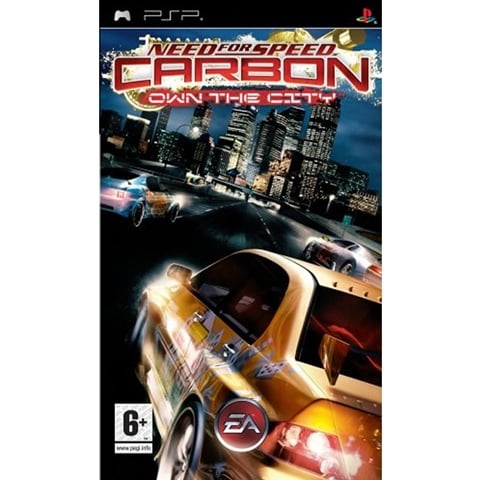 PSP
NEED FOR SPEED
CARBON
OWN THE CITY
6+
www.pegi.info
EA